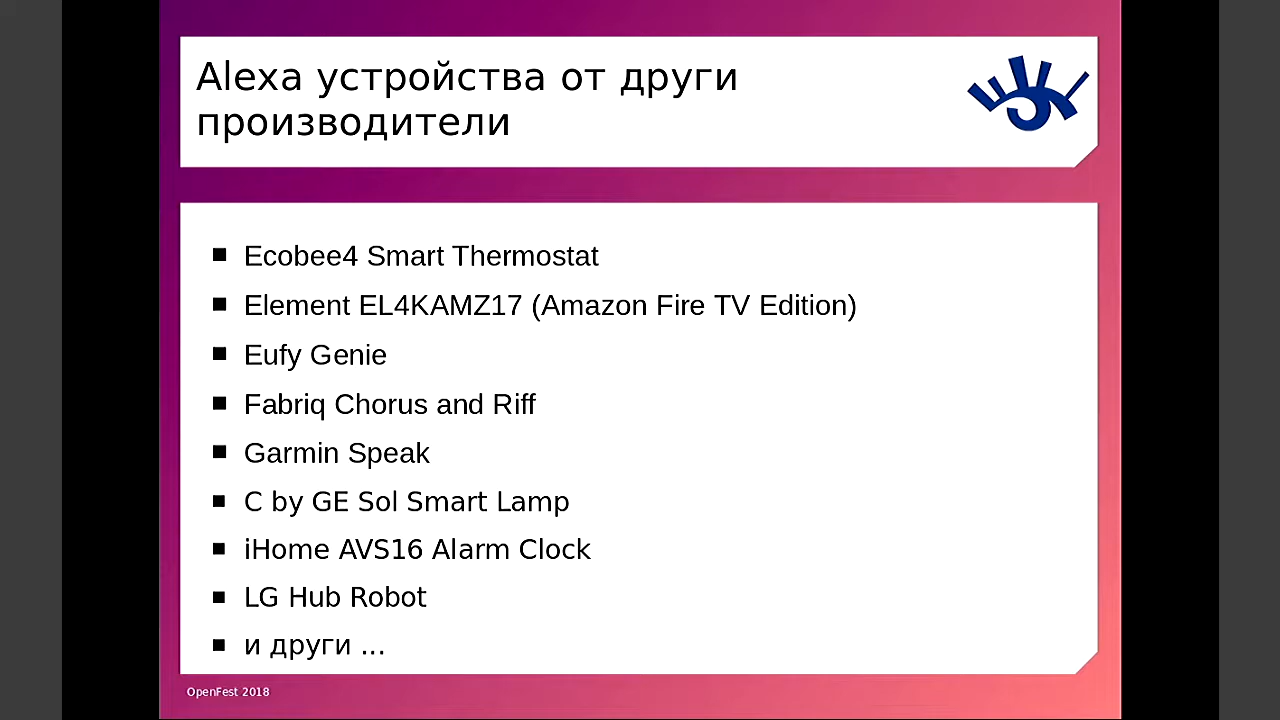 Alexa устройства от други
производители
Ecobee4 Smart Thermostat
Element EL4KAMZ17 (Amazon Fire TV Edition)
Eufy Genie
Fabriq Chorus and Riff
Garmin Speak
C by GE Sol Smart Lamp
iHome AVS16 Alarm Clock
LG Hub Robot
и други ...
OpenFest 2018